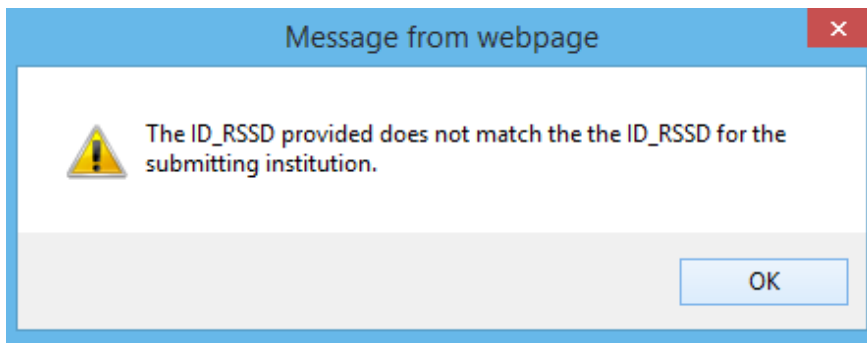 Message from webpage
The ID_RSSD provided does not match the the ID_RSSD for the
submitting institution.
OK